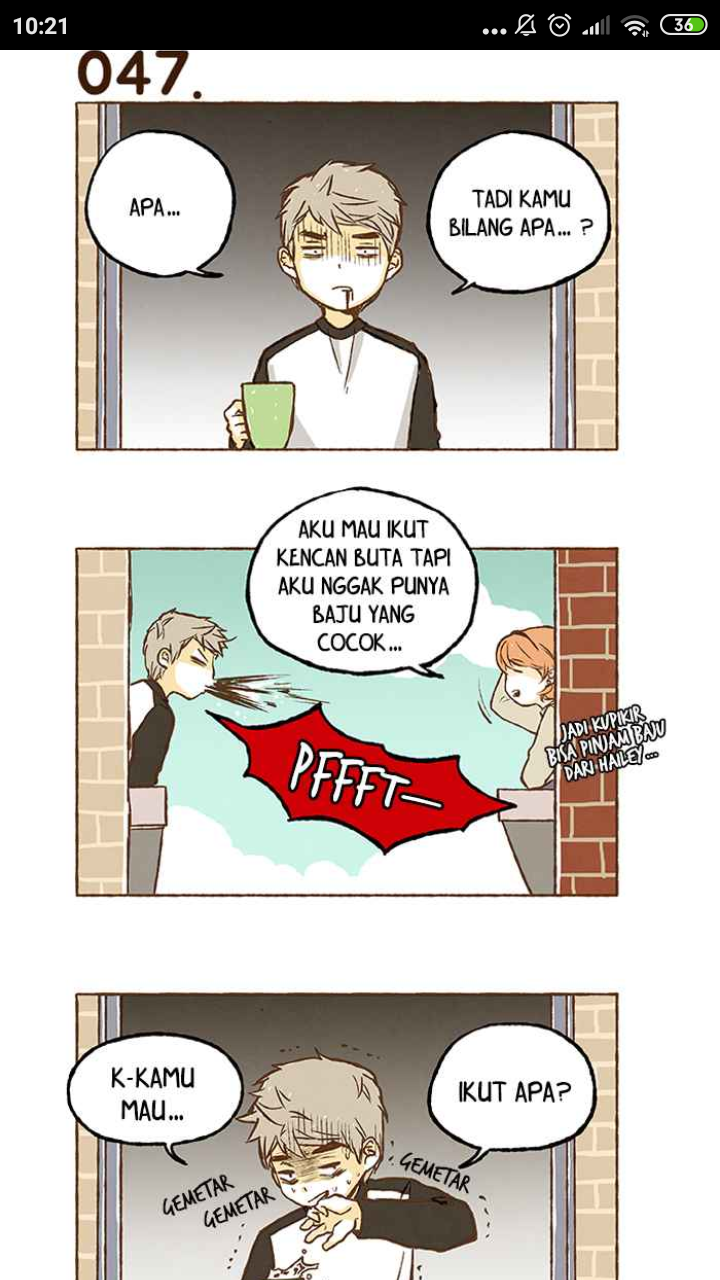 10:21
36
047.
APA...
TADI KAMU
BILANG APA... ?
AKU MAU IKUT
KENCAN BUTA TAPI
AKU NGGAK PUNYA
BAJU YANG
COCOK...
PFFFT—
JADI KUPIKIR
BISA PINJAM BAJU
DARI HAILEY...
K-KAMU
MAU...
IKUT APA?
GEMETAR
GEMETAR
GEMETAR